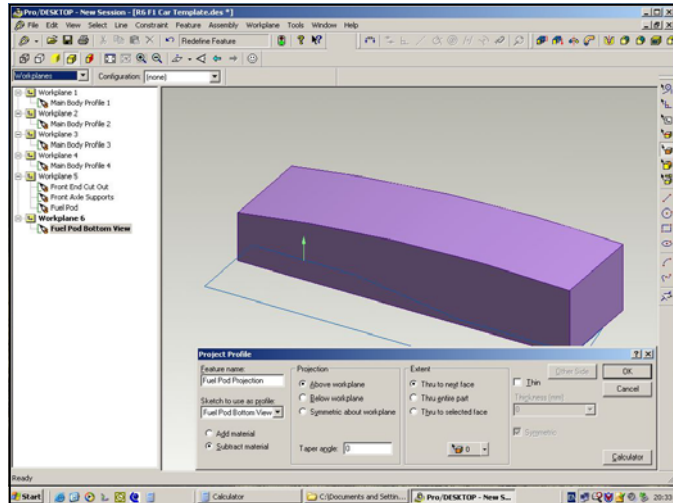 Pro/DESKTOP - New Session - [R6 F1 Car Template.des *]
File Edit View Select Line Constraint Feature Assembly Workplane Tools Window Help
Redefine Feature
Workplanes Configuration: (none)
Workplane 1
Main Body Profile 1
Workplane 2
Main Body Profile 2
Workplane 3
Main Body Profile 3
Workplane 4
Main Body Profile 4
Workplane 5
Front End Cut Out
Front Axle Supports
Fuel Pod
Workplane 6
Fuel Pod Bottom View
Project Profile
Feature name:
Fuel Pod Projection
Sketch to use as profile:
Fuel Pod Bottom View
Add material
Subtract material
Projection
Above workplane
Below workplane
Symmetric about workplane
Taper angle: 0
Extent
Thru to next face
Thru entire part
Thru to selected face
0
Other Side
Thin
Thickness (mm)
0
Symmetric
OK
Cancel
Calculator
Ready
Start Calculator C:\Documents and Settin... Pro/DESKTOP - New S... 20:33